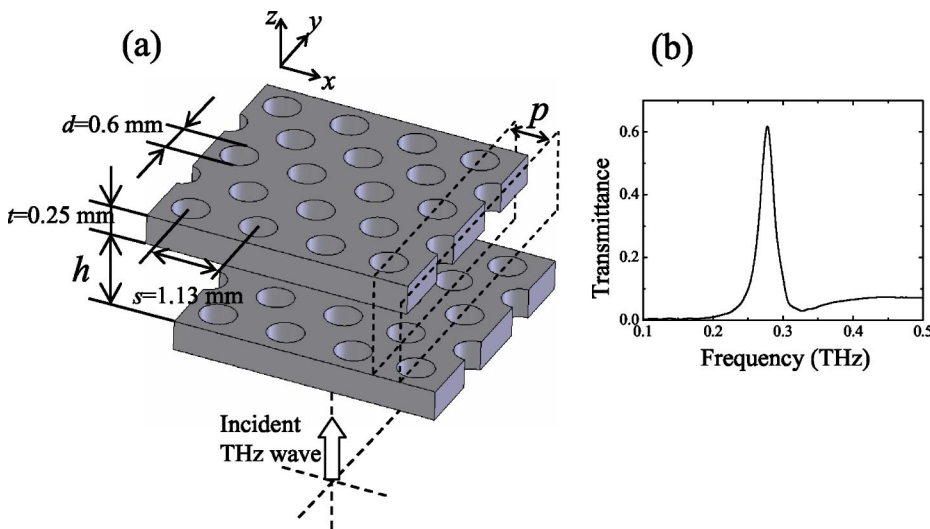 (a)
z
y
x
d=0.6 mm
p
t=0.25 mm
h
s=1.13 mm
Incident
THz wave
(b)
Transmittance
0.6
0.4
0.2
0.0
0.1 0.2 0.3 0.4 0.5
Frequency (THz)